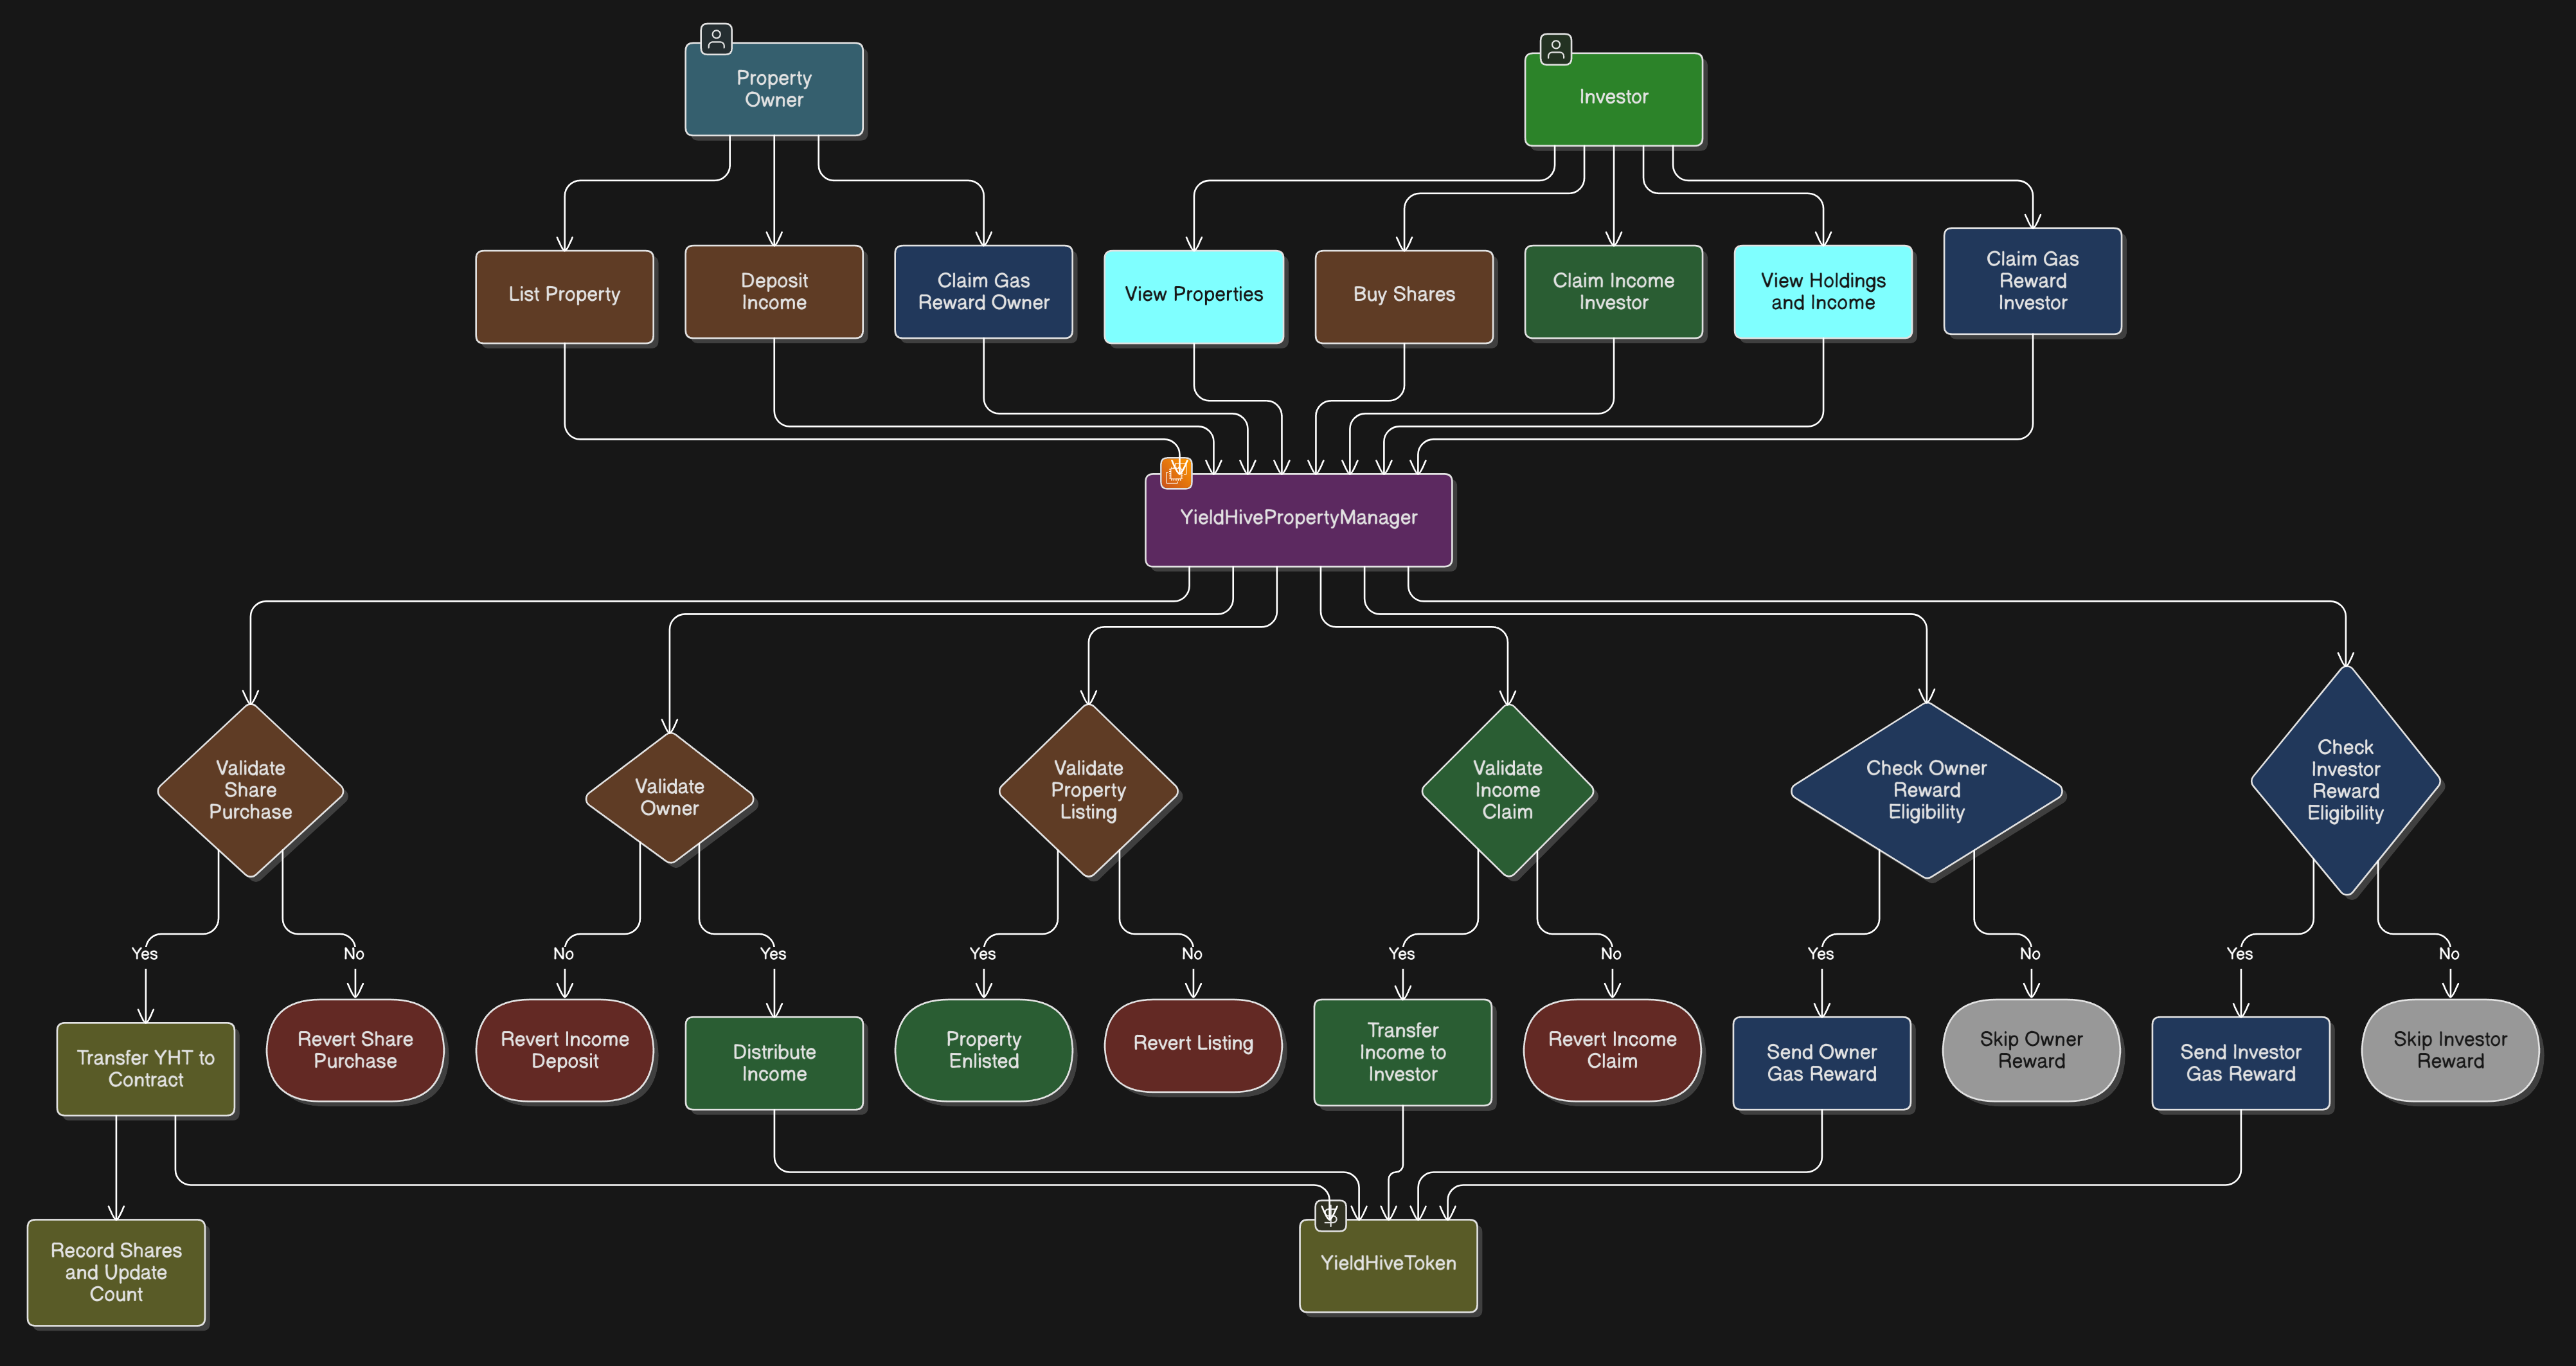 Property
Owner
Investor
List Property
Deposit
Income
Claim Gas
Reward Owner
View Properties
Buy Shares
Claim Income
Investor
View Holdings
and Income
Claim Gas
Reward
Investor
YieldHivePropertyManager
Validate
Share
Purchase
Validate
Owner
Validate
Property
Listing
Validate
Income
Claim
Check Owner
Reward
Eligibility
Check
Investor
Reward
Eligibility
Yes
No
No
Yes
Yes
No
Yes
No
Yes
No
Yes
No
Transfer YHT to
Contract
Revert Share
Purchase
Revert Income
Deposit
Distribute
Income
Property
Enlisted
Revert Listing
Transfer
Income to
Investor
Revert Income
Claim
Send Owner
Gas Reward
Skip Owner
Reward
Send Investor
Gas Reward
Skip Investor
Reward
Record Shares
and Update
Count
YieldHiveToken